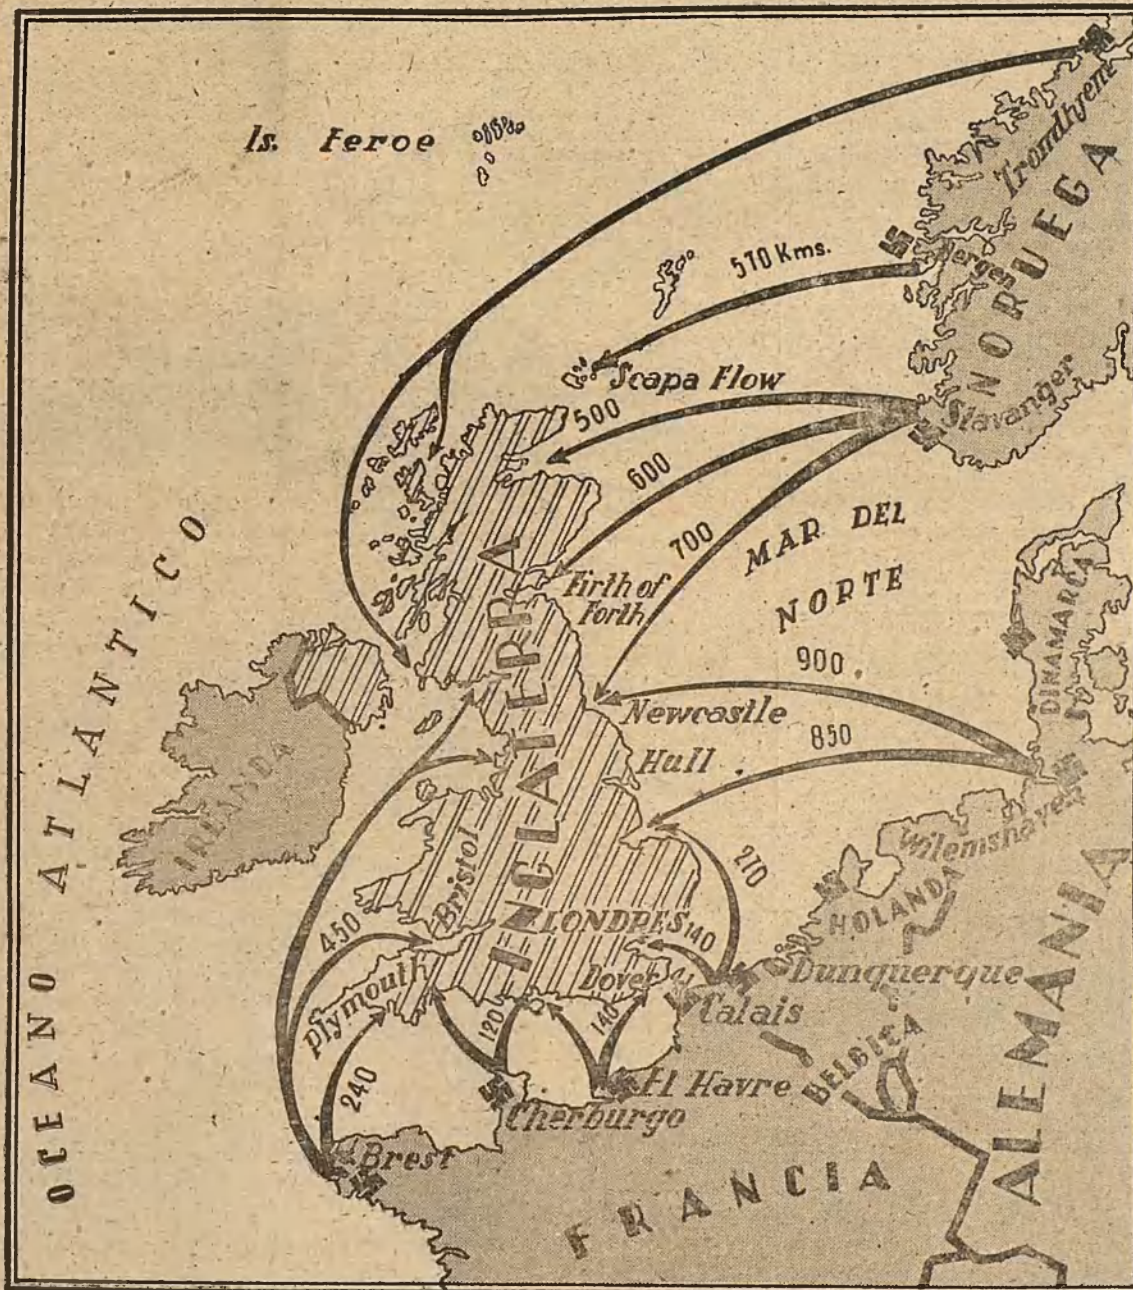 Is. Feroe
Tromdhjent
NORUEGA
Bergen
570 Kms.
Scapa Flow
Stavanger
500
600
700
MAR DEL
NORTE
Firth of
Forth
INGLATERRA
OCEANO ATLANTICO
IRLANDA
DINAMARCA
900
Newcastle
850
Hull
Wilemshaven
210
HOLANDA
ALEMANIA
Bristol
450
LONDRES
140
Dunquerque
Plymouth
Dover
Calais
120
140
BELGICA
240
El Havre
Cherburgo
Brest
FRANCIA